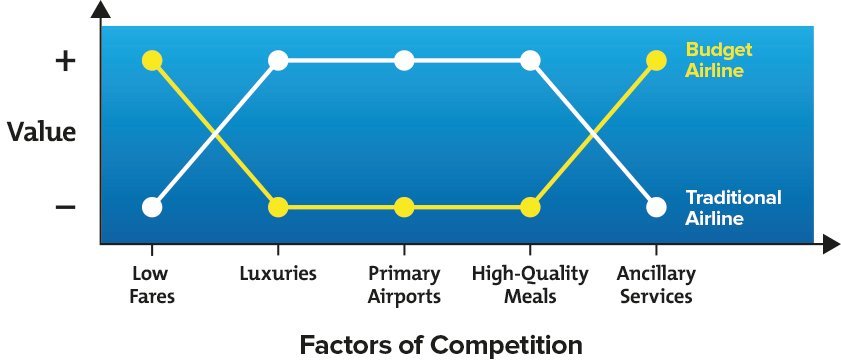 +
Budget
Airline
Value
−
Traditional
Airline
Low
Fares
Luxuries
Primary
Airports
High-Quality
Meals
Ancillary
Services
Factors of Competition